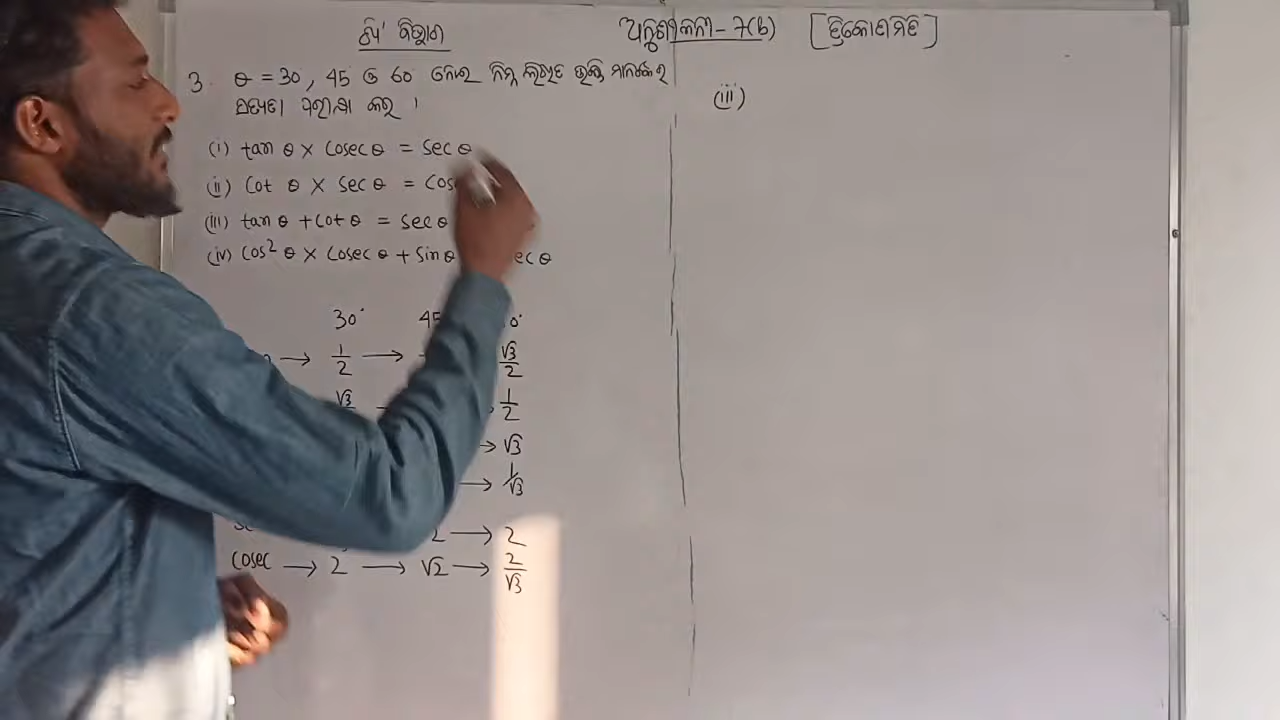 'ଖ' ବିଭାଗ
ଅନୁଶୀଳନୀ - 7(b) [ତ୍ରିକୋଣମିତି]
3. θ = 30, 45 ଓ 60 ନେଇ ନିମ୍ନ ଲିଖିତ ଉକ୍ତି ମାନଙ୍କର
ସତ୍ୟତା ପରୀକ୍ଷା କର ।
(i) tan θ × cosec θ = sec θ
(ii) cot θ × sec θ =
(iii) tan θ + cot θ = sec θ
(iv) cos² θ × cosec θ + sin θ
30°
→ 1/2 → √3/2
√3 1/2
→ √3
→ 1/√3
2 → 2
cosec → 2 → √2 → 2/√3
(iii)